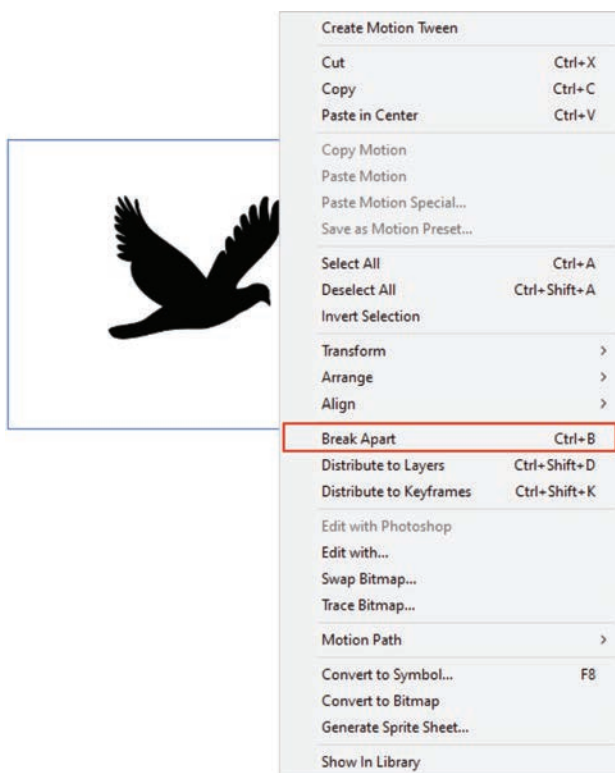 Create Motion Tween
Cut Ctrl+X
Copy Ctrl+C
Paste in Center Ctrl+V
Copy Motion
Paste Motion
Paste Motion Special...
Save as Motion Preset...
Select All Ctrl+A
Deselect All Ctrl+Shift+A
Invert Selection
Transform >
Arrange >
Align >
Break Apart Ctrl+B
Distribute to Layers Ctrl+Shift+D
Distribute to Keyframes Ctrl+Shift+K
Edit with Photoshop
Edit with...
Swap Bitmap...
Trace Bitmap...
Motion Path >
Convert to Symbol... F8
Convert to Bitmap
Generate Sprite Sheet...
Show In Library